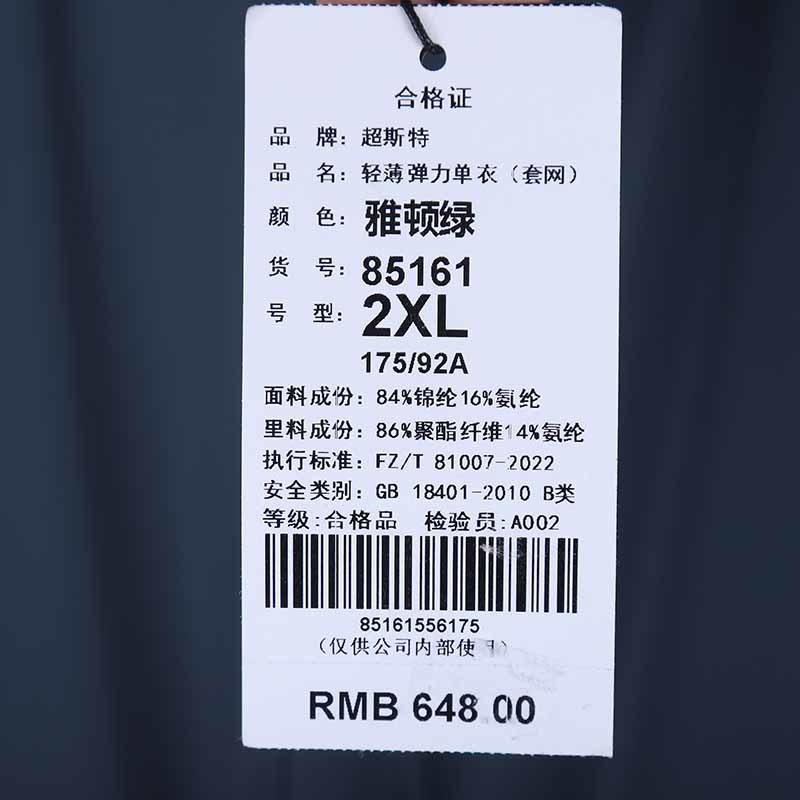 合格证
品 牌：超斯特
品 名：轻薄弹力单衣（套网）
颜 色：雅顿绿
货 号：85161
号 型：2XL
175/92A
面料成份：84%锦纶16%氨纶
里料成份：86%聚酯纤维14%氨纶
执行标准：FZ/T 81007-2022
安全类别：GB 18401-2010 B类
等级:合格品 检验员:A002
85161556175
（仅供公司内部使用）
RMB 648.00